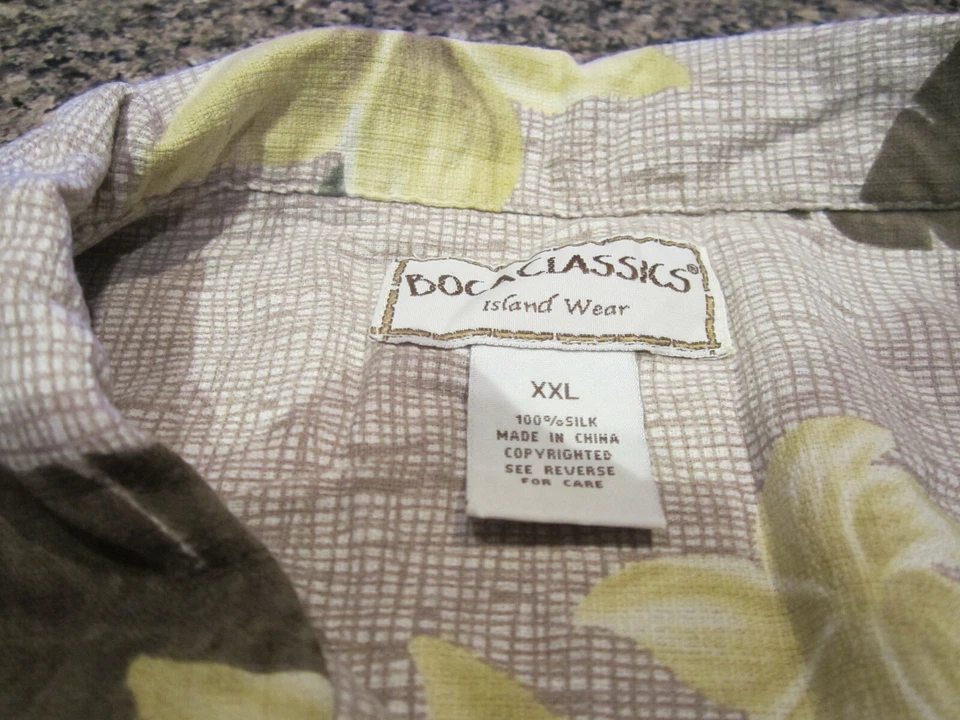 BOCA CLASSICS®
Island Wear
XXL
100% SILK
MADE IN CHINA
COPYRIGHTED
SEE REVERSE
FOR CARE